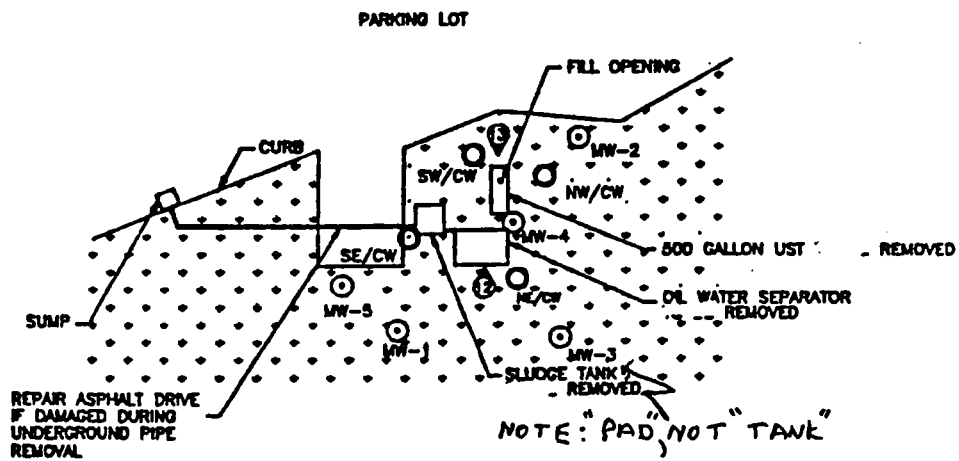 PARKING LOT
FILL OPENING
CURB
13
MW-2
SW/CW
NW/CW
MW-4
SE/CW
500 GALLON UST REMOVED
12
NE/CW
OIL WATER SEPARATOR
REMOVED
MW-5
SUMP
MW-1
MW-3
SLUDGE TANK
REMOVED
REPAIR ASPHALT DRIVE
IF DAMAGED DURING
UNDERGROUND PIPE
REMOVAL
NOTE: "PAD", NOT "TANK"